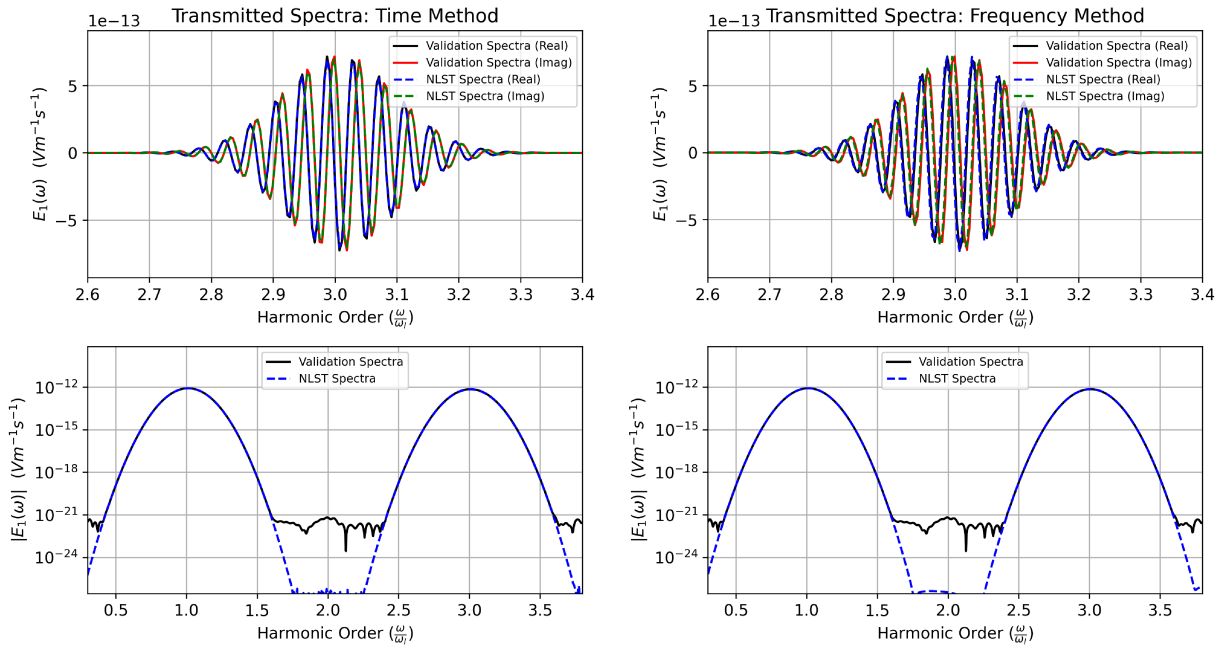 Transmitted Spectra: Time Method
1e−13
Validation Spectra (Real)
Validation Spectra (Imag)
NLST Spectra (Real)
NLST Spectra (Imag)
5
0
−5
E₁(ω) (Vm⁻¹s⁻¹)
2.6 2.7 2.8 2.9 3.0 3.1 3.2 3.3 3.4
Harmonic Order (ω/ωₗ)
Transmitted Spectra: Frequency Method
1e−13
Validation Spectra (Real)
Validation Spectra (Imag)
NLST Spectra (Real)
NLST Spectra (Imag)
5
0
−5
E₁(ω) (Vm⁻¹s⁻¹)
2.6 2.7 2.8 2.9 3.0 3.1 3.2 3.3 3.4
Harmonic Order (ω/ωₗ)
Validation Spectra
NLST Spectra
10⁻¹²
10⁻¹⁵
10⁻¹⁸
10⁻²¹
10⁻²⁴
|E₁(ω)| (Vm⁻¹s⁻¹)
0.5 1.0 1.5 2.0 2.5 3.0 3.5
Harmonic Order (ω/ωₗ)
Validation Spectra
NLST Spectra
10⁻¹²
10⁻¹⁵
10⁻¹⁸
10⁻²¹
10⁻²⁴
|E₁(ω)| (Vm⁻¹s⁻¹)
0.5 1.0 1.5 2.0 2.5 3.0 3.5
Harmonic Order (ω/ωₗ)